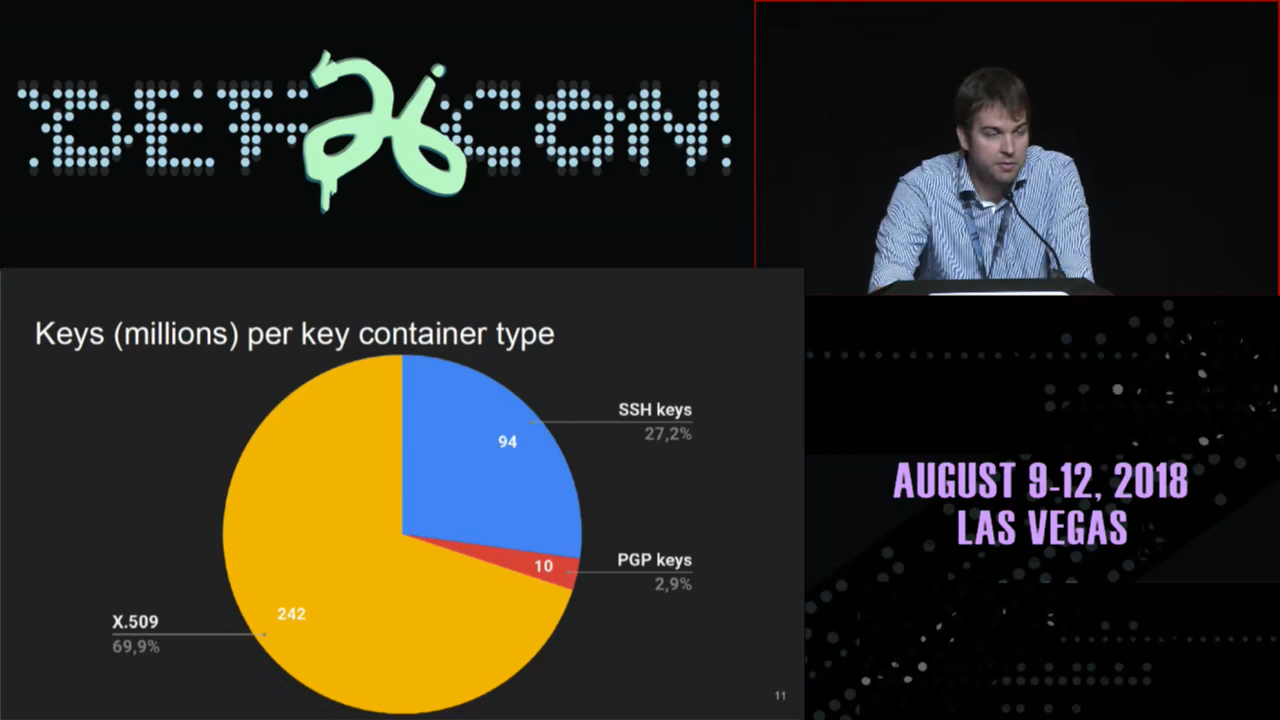 DEF 26 CON
Keys (millions) per key container type
SSH keys
94
27,2%
PGP keys
10
2,9%
242
X.509
69,9%
11
AUGUST 9-12, 2018
LAS VEGAS